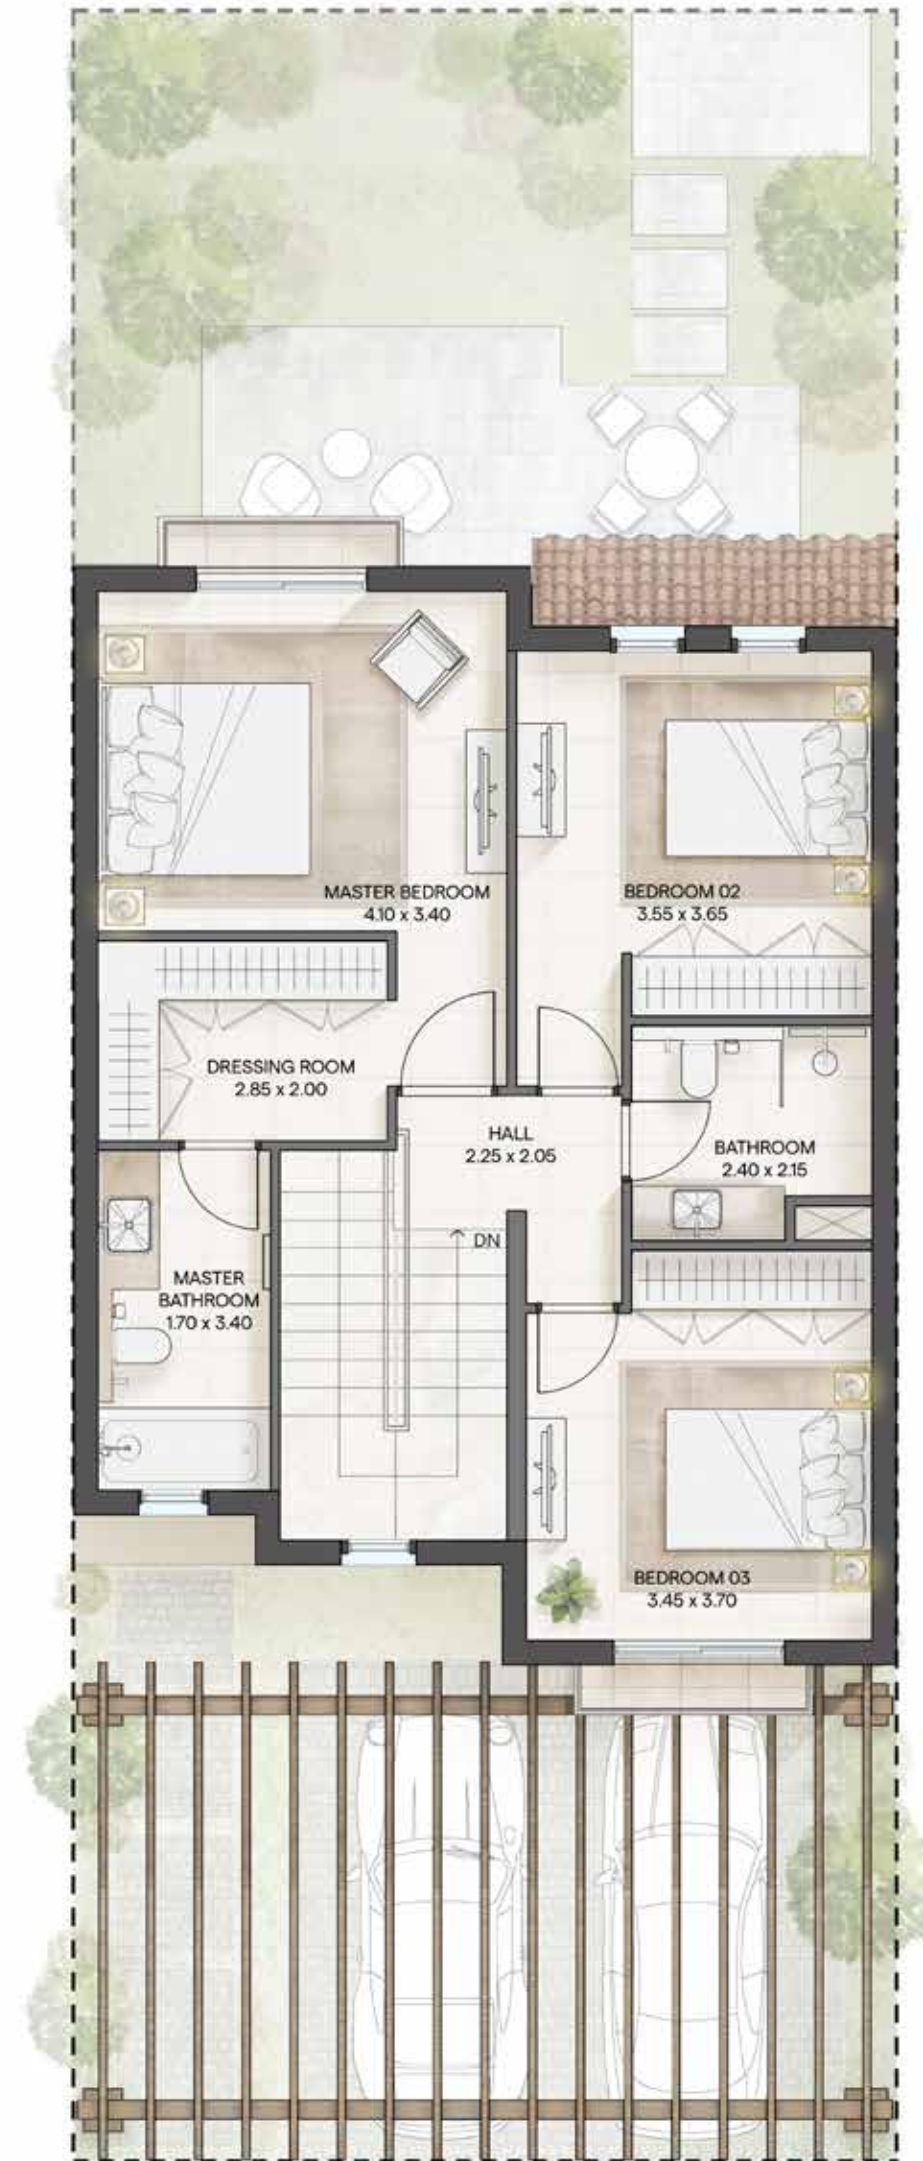 MASTER BEDROOM
4.10 x 3.40
BEDROOM 02
3.55 x 3.65
DRESSING ROOM
2.85 x 2.00
HALL
2.25 x 2.05
BATHROOM
2.40 x 2.15
DN
MASTER
BATHROOM
1.70 x 3.40
BEDROOM 03
3.45 x 3.70